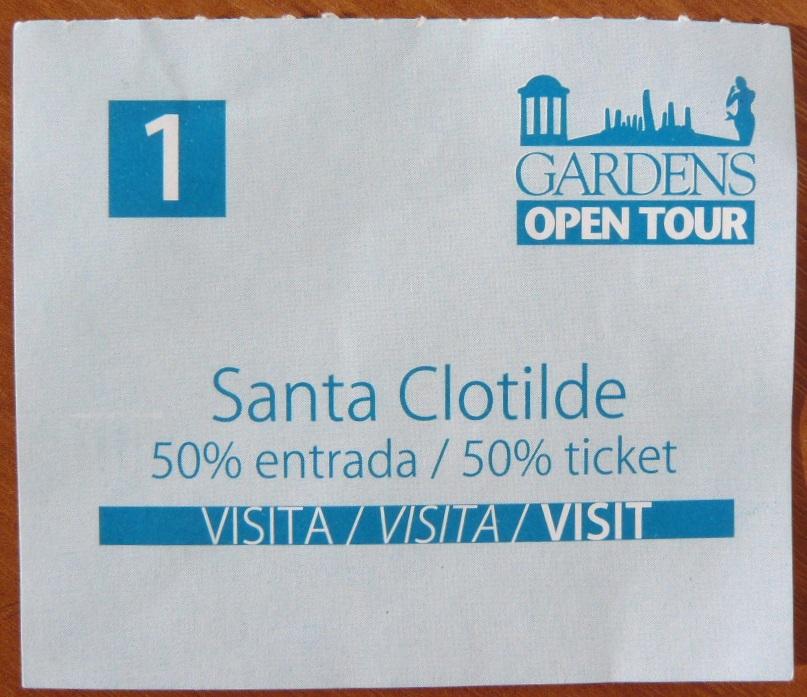 1
GARDENS
OPEN TOUR
Santa Clotilde
50% entrada / 50% ticket
VISITA / VISITA / VISIT